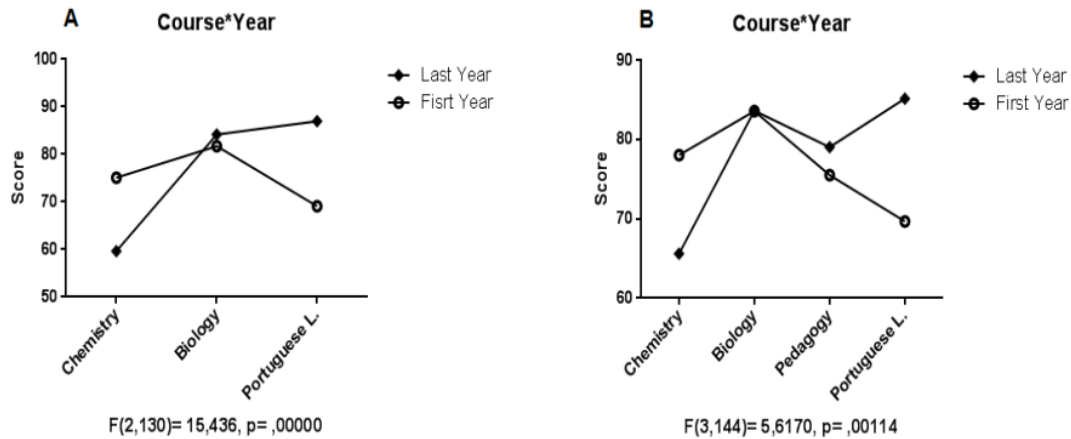 A
Course*Year
Score
100
90
80
70
60
50
Chemistry
Biology
Portuguese L.
Last Year
Fisrt Year
F(2,130)= 15,436, p= ,00000
B
Course*Year
Score
90
80
70
60
Chemistry
Biology
Pedagogy
Portuguese L.
Last Year
First Year
F(3,144)= 5,6170, p= ,00114